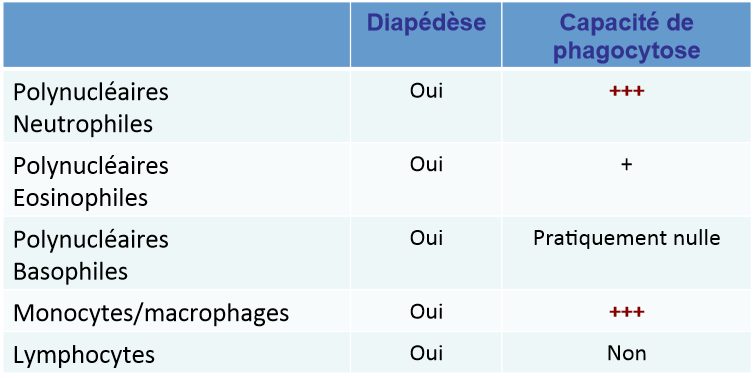 Diapédèse
Capacité de
phagocytose
Polynucléaires
Neutrophiles
Oui
+++
Polynucléaires
Eosinophiles
Oui
+
Polynucléaires
Basophiles
Oui
Pratiquement nulle
Monocytes/macrophages
Oui
+++
Lymphocytes
Oui
Non